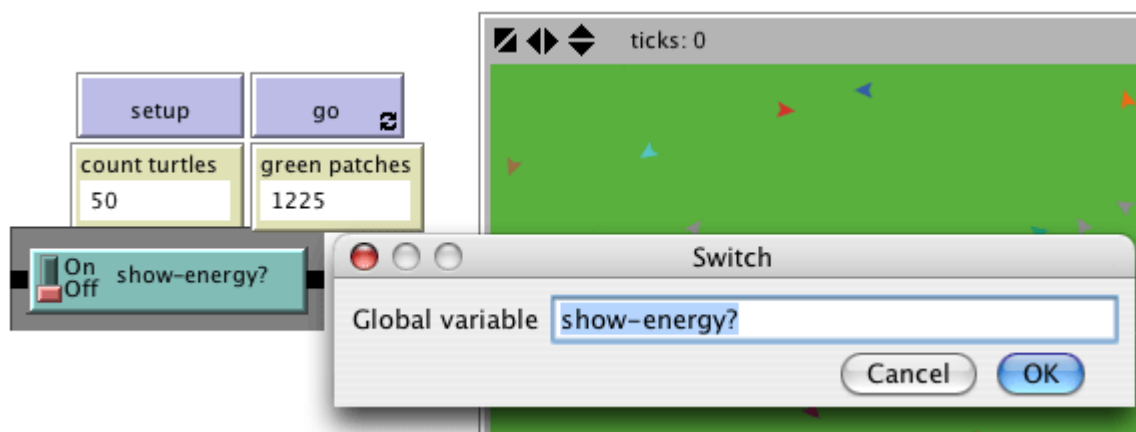 ticks: 0
setup
go
count turtles
green patches
50
1225
On
Off
show-energy?
Switch
Global variable
show-energy?
Cancel
OK